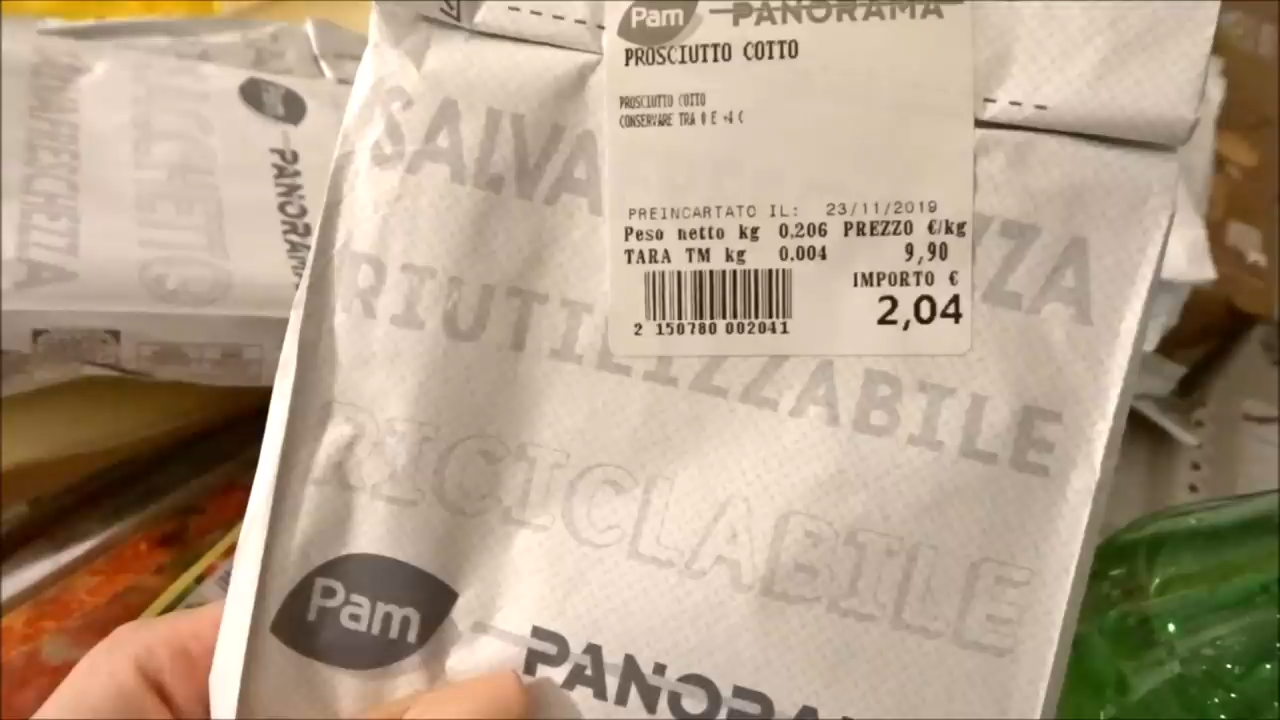 Pam PANORAMA
PROSCIUTTO COTTO
PROSCIUTTO COTTO
CONSERVARE TRA 0 E +4 C
PREINCARTATO IL: 23/11/2019
Peso netto kg 0,206 PREZZO €/kg
TARA TM kg 0.004 9,90
IMPORTO €
2,04
2 150780 002041
SALVA ZZA
RIUTILIZZABILE
RICICLABILE
Pam PANORA
PANORAMA